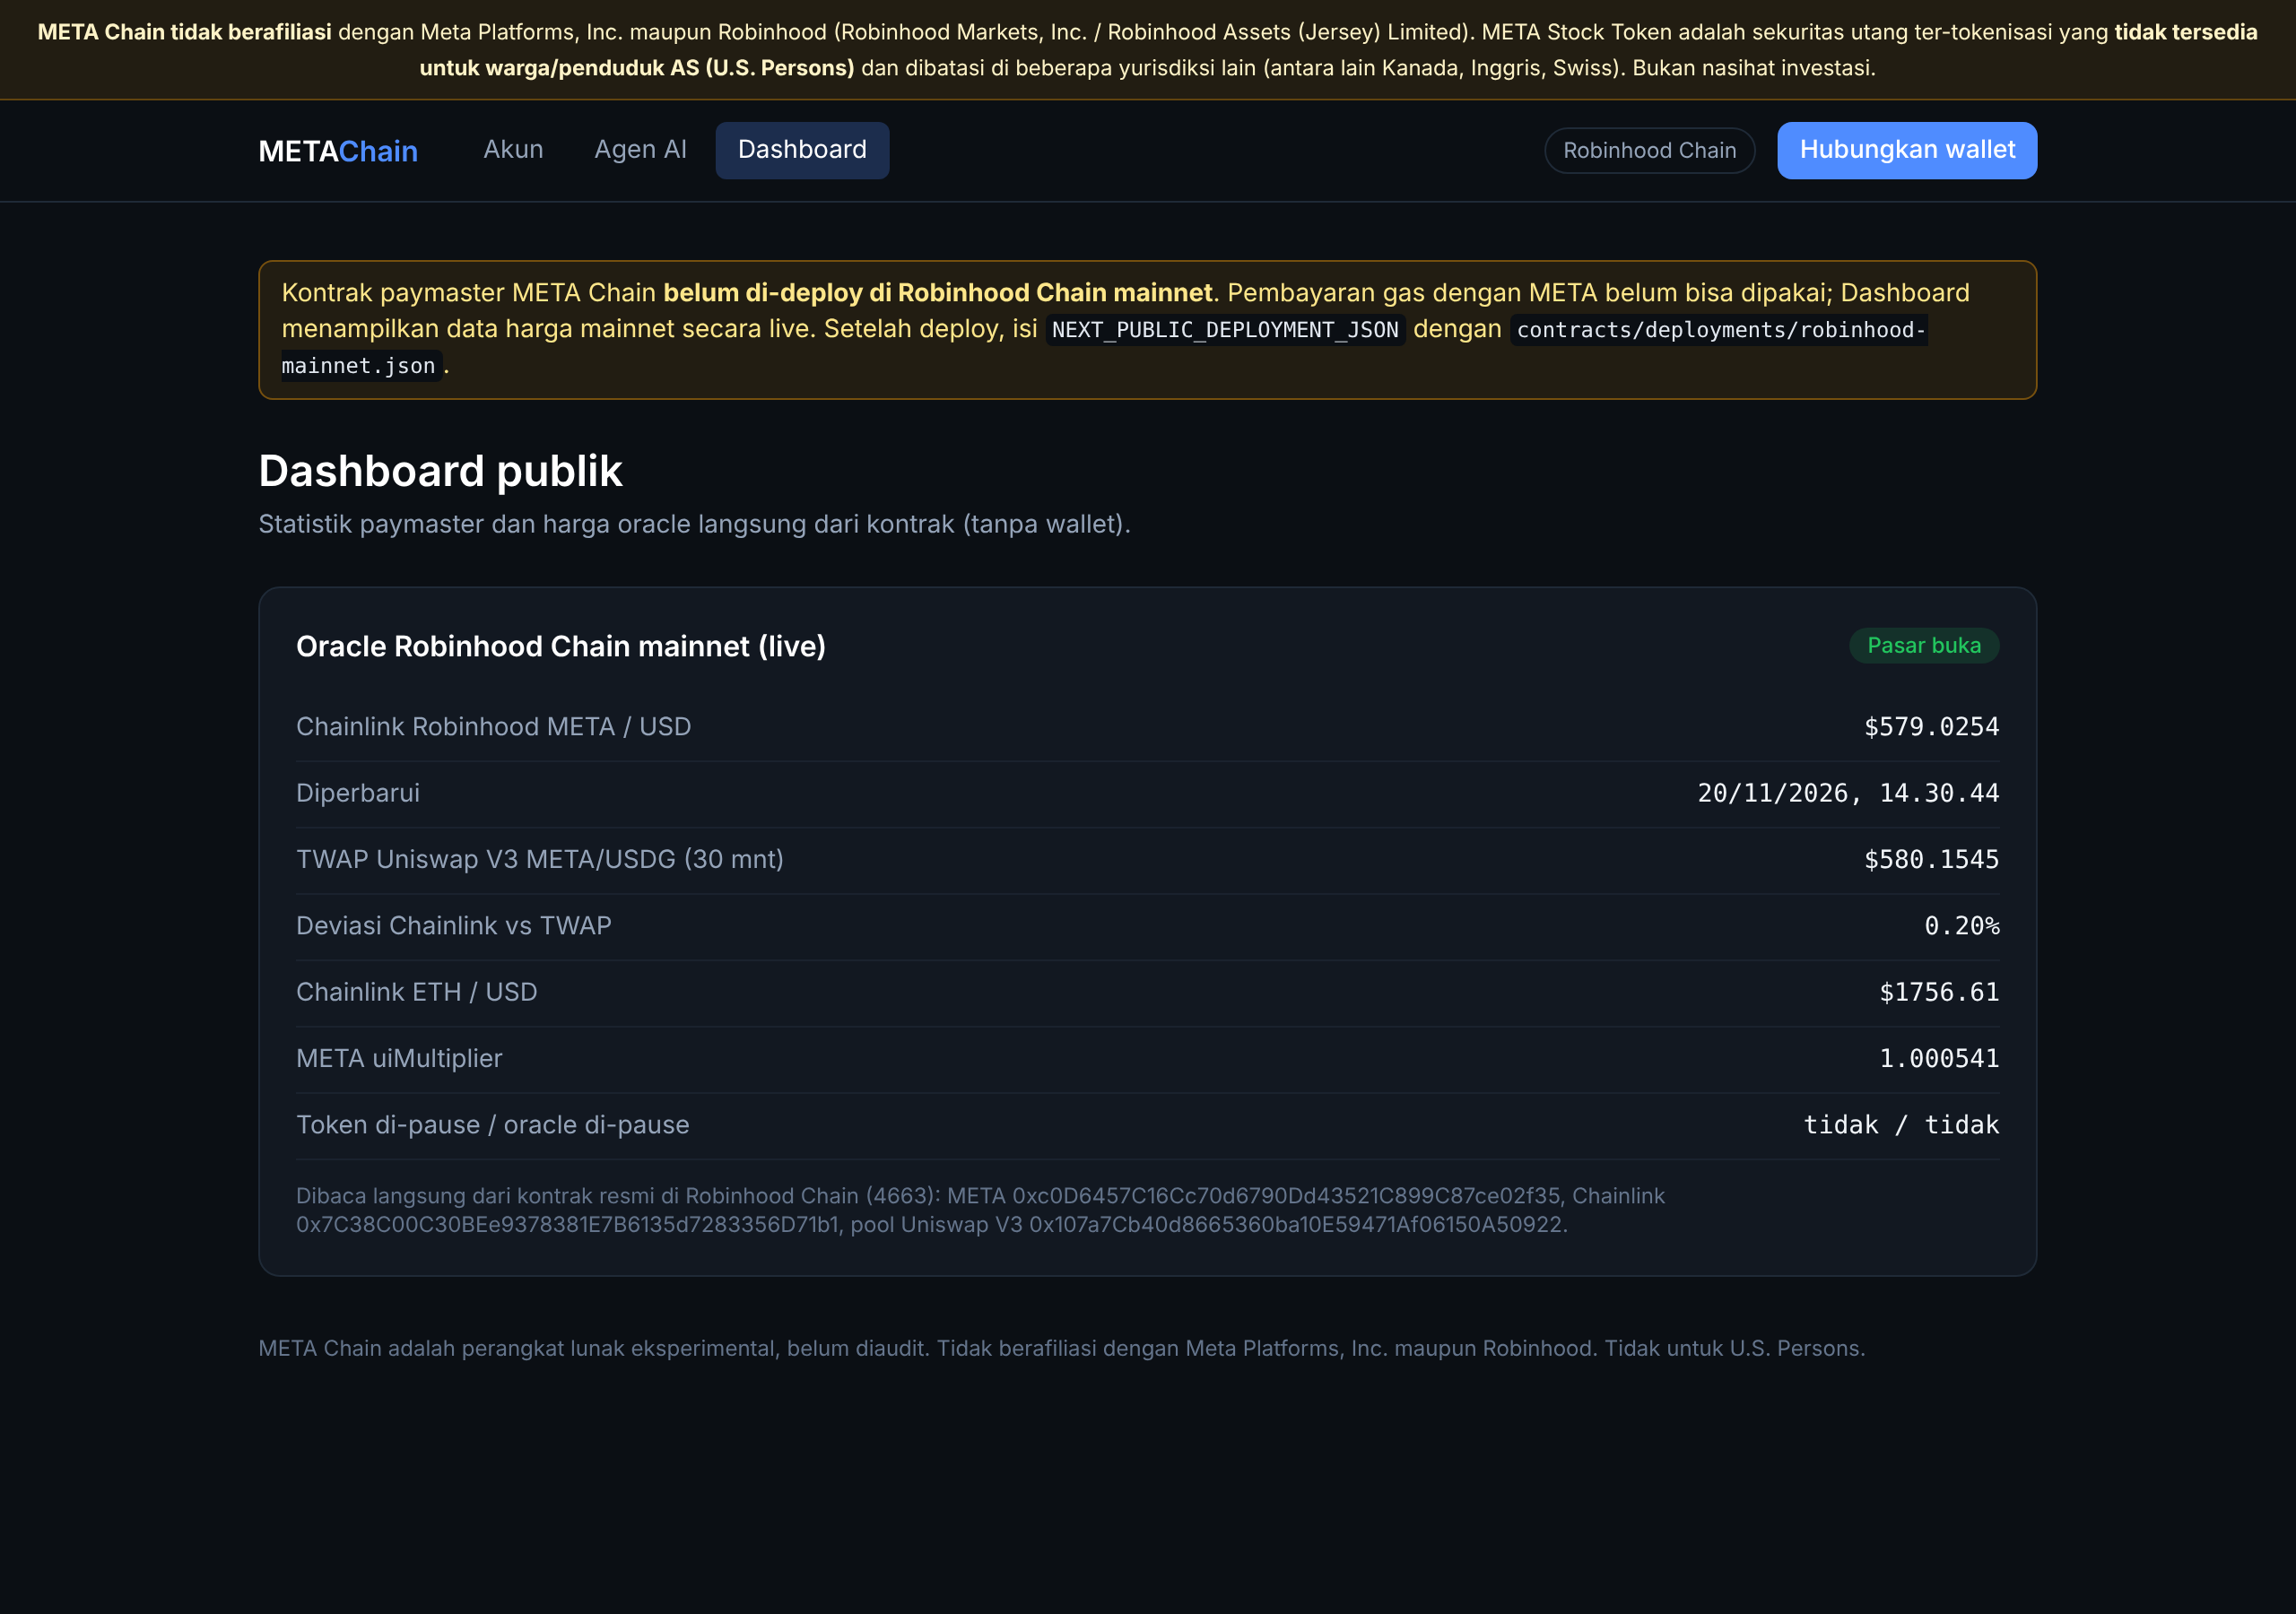 META Chain tidak berafiliasi dengan Meta Platforms, Inc. maupun Robinhood (Robinhood Markets, Inc. / Robinhood Assets (Jersey) Limited). META Stock Token adalah sekuritas utang ter-tokenisasi yang tidak tersedia
untuk warga/penduduk AS (U.S. Persons) dan dibatasi di beberapa yurisdiksi lain (antara lain Kanada, Inggris, Swiss). Bukan nasihat investasi.
METAChain Akun Agen AI Dashboard Robinhood Chain Hubungkan wallet
Kontrak paymaster META Chain belum di-deploy di Robinhood Chain mainnet. Pembayaran gas dengan META belum bisa dipakai; Dashboard
menampilkan data harga mainnet secara live. Setelah deploy, isi NEXT_PUBLIC_DEPLOYMENT_JSON dengan contracts/deployments/robinhood-
mainnet.json.
Dashboard publik
Statistik paymaster dan harga oracle langsung dari kontrak (tanpa wallet).
Oracle Robinhood Chain mainnet (live) Pasar buka
Chainlink Robinhood META / USD $579.0254
Diperbarui 20/11/2026, 14.30.44
TWAP Uniswap V3 META/USDG (30 mnt) $580.1545
Deviasi Chainlink vs TWAP 0.20%
Chainlink ETH / USD $1756.61
META uiMultiplier 1.000541
Token di-pause / oracle di-pause tidak / tidak
Dibaca langsung dari kontrak resmi di Robinhood Chain (4663): META 0xc0D6457C16Cc70d6790Dd43521C899C87ce02f35, Chainlink
0x7C38C00C30BEe9378381E7B6135d7283356D71b1, pool Uniswap V3 0x107a7Cb40d8665360ba10E59471Af06150A50922.
META Chain adalah perangkat lunak eksperimental, belum diaudit. Tidak berafiliasi dengan Meta Platforms, Inc. maupun Robinhood. Tidak untuk U.S. Persons.